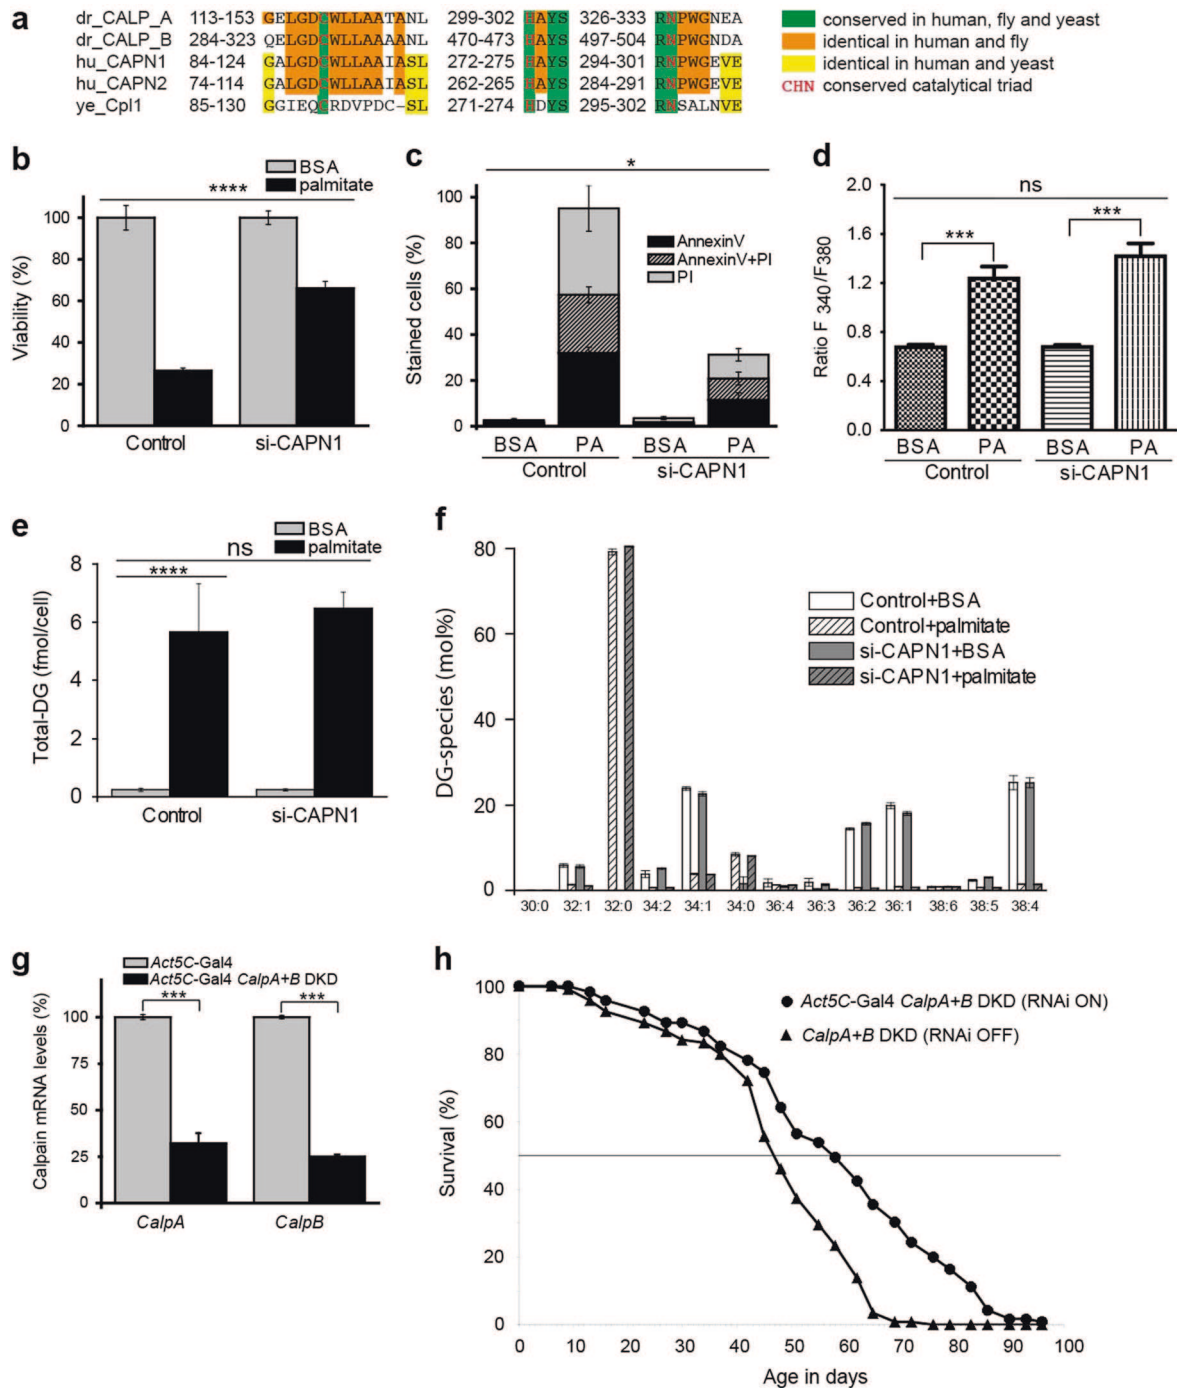 a
dr_CALP_A 113-153 GELGDCWLLAATANL 299-302 HAYS 326-333 RNPWGNEA
dr_CALP_B 284-323 QELGDCWLLAAAANL 470-473 HAYS 497-504 RNPWGNDA
hu_CAPN1 84-124 GALGDCWLLAAIASL 272-275 HAYS 294-301 RNPWGEVE
hu_CAPN2 74-114 GALGDCWLLAAIASL 262-265 HAYS 284-291 RNPWGEVE
ye_Cpl1 85-130 GGIEQCRDVPDC-SL 271-274 HDYS 295-302 RNSALNVE
conserved in human, fly and yeast
identical in human and fly
identical in human and yeast
CHN conserved catalytical triad
b
BSA
palmitate
****
Viability (%)
100
80
60
40
20
0
Control si-CAPN1
c
*
Stained cells (%)
100
80
60
40
20
0
AnnexinV
AnnexinV+PI
PI
BSA PA BSA PA
Control si-CAPN1
d
ns
*** ***
Ratio F 340/F380
2.0
1.6
1.2
0.8
0.4
0.0
BSA PA BSA PA
Control si-CAPN1
e
BSA
palmitate
ns
****
Total-DG (fmol/cell)
8
6
4
2
0
Control si-CAPN1
f
DG-species (mol%)
80
60
40
20
0
Control+BSA
Control+palmitate
si-CAPN1+BSA
si-CAPN1+palmitate
30:0 32:1 32:0 34:2 34:1 34:0 36:4 36:3 36:2 36:1 38:6 38:5 38:4
g
Act5C-Gal4
Act5C-Gal4 CalpA+B DKD
*** ***
Calpain mRNA levels (%)
100
75
50
25
0
CalpA CalpB
h
Survival (%)
100
80
60
40
20
0
Act5C-Gal4 CalpA+B DKD (RNAi ON)
CalpA+B DKD (RNAi OFF)
0 10 20 30 40 50 60 70 80 90 100
Age in days